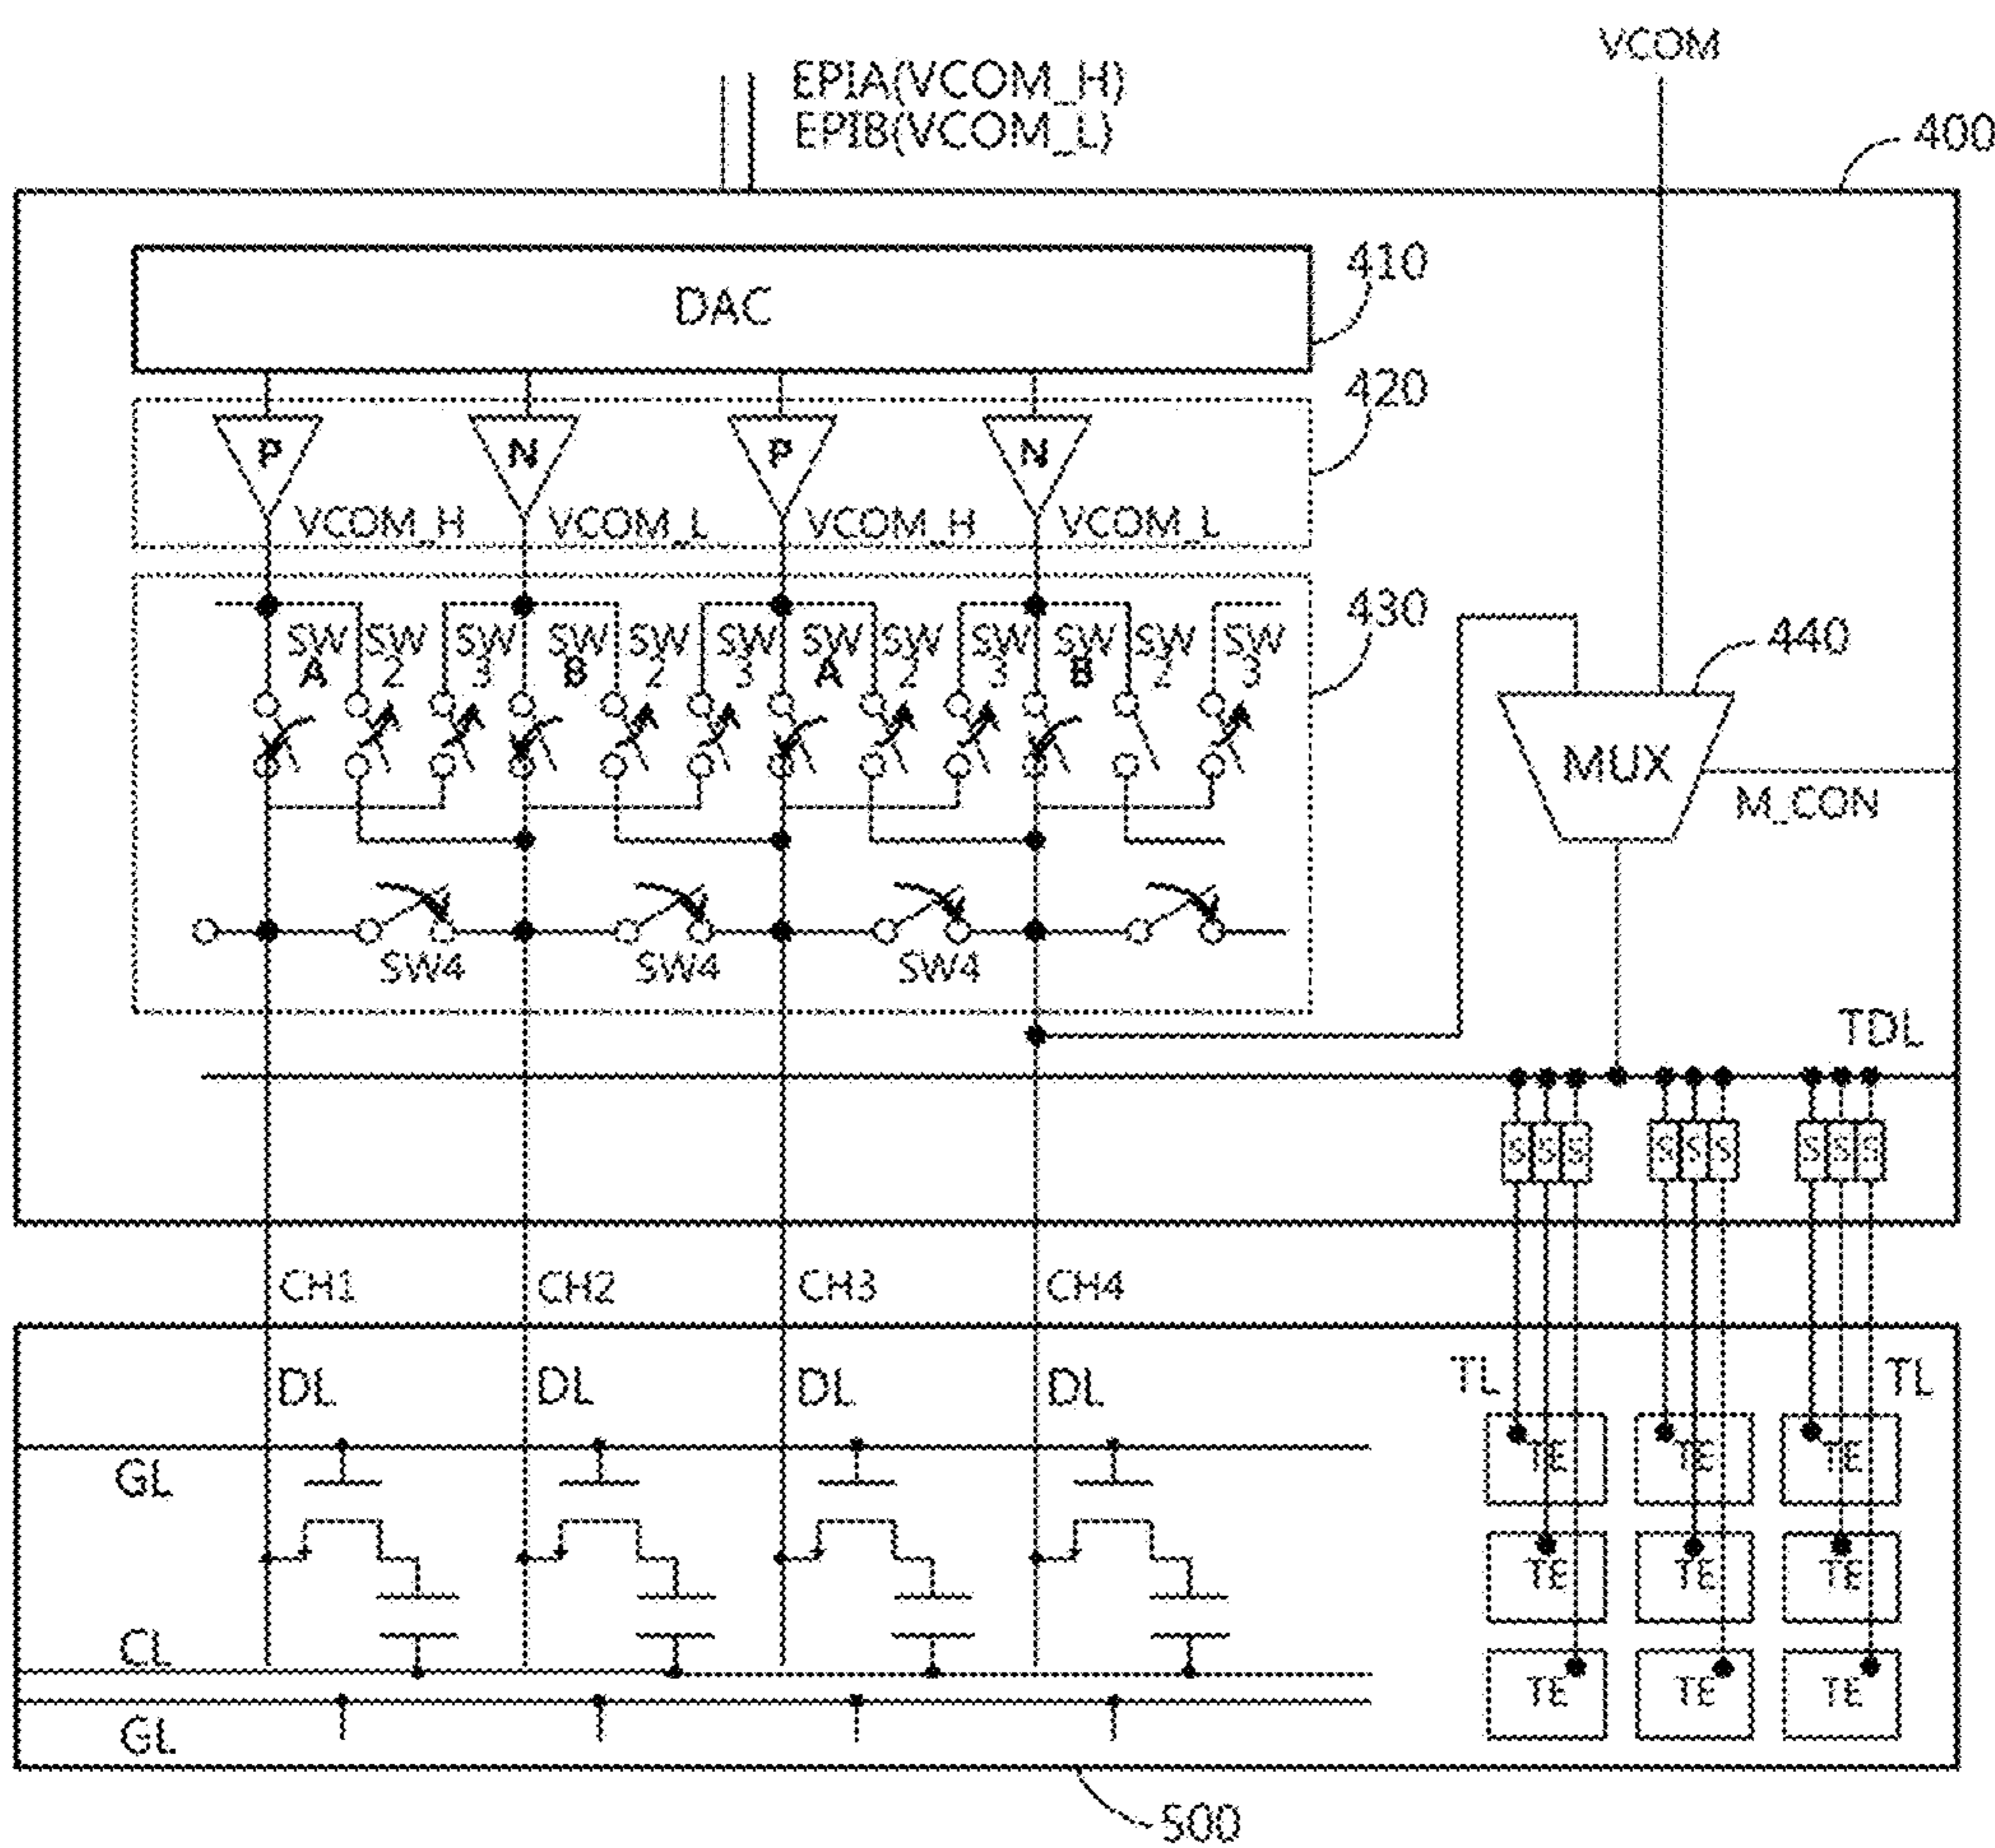 VCOM
EPIA(VCOM_H)
EPIB(VCOM_L)
400
410
DAC
420
P N P N
VCOM_H VCOM_L VCOM_H VCOM_L
430
SW SW SW SW SW SW SW SW SW SW SW SW
A 2 3 B 2 3 A 2 3 B 2 3
440
MUX
M_CON
SW4 SW4 SW4
TDL
S S S S S S S S S
CH1 CH2 CH3 CH4
DL DL DL DL TL TL
GL
TE TE TE
TE TE TE
CL
TE TE TE
GL
500